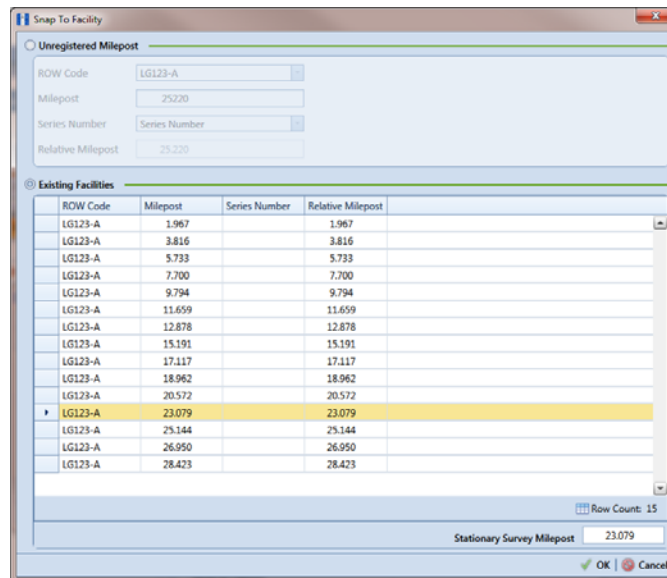 Snap To Facility
Unregistered Milepost
ROW Code LG123-A
Milepost 25220
Series Number Series Number
Relative Milepost 25.220
Existing Facilities
ROW Code Milepost Series Number Relative Milepost
LG123-A 1.967 1.967
LG123-A 3.816 3.816
LG123-A 5.733 5.733
LG123-A 7.700 7.700
LG123-A 9.794 9.794
LG123-A 11.659 11.659
LG123-A 12.878 12.878
LG123-A 15.191 15.191
LG123-A 17.117 17.117
LG123-A 18.962 18.962
LG123-A 20.572 20.572
LG123-A 23.079 23.079
LG123-A 25.144 25.144
LG123-A 26.950 26.950
LG123-A 28.423 28.423
Row Count: 15
Stationary Survey Milepost 23.079
OK | Cancel